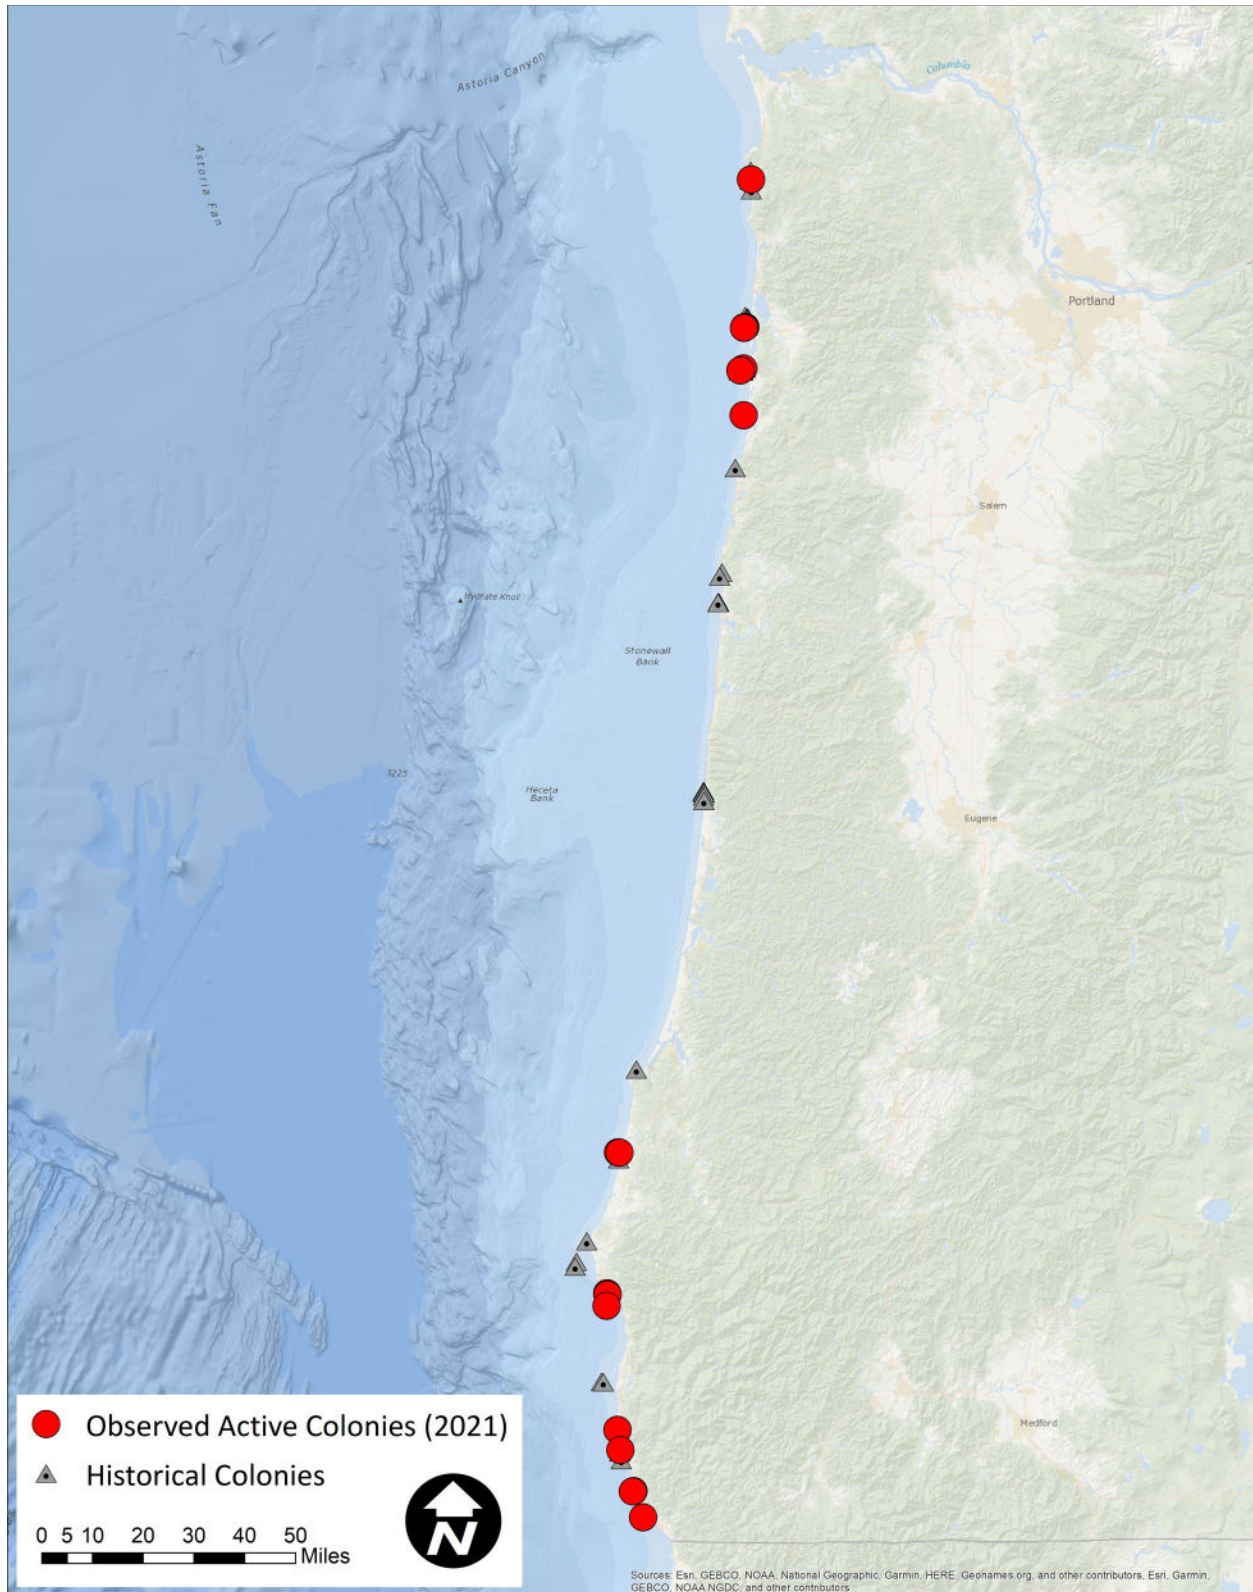 Astoria Canyon
Columbia
Astoria Fan
Portland
Salem
Hydrate Knoll
Stonewall
Bank
3225
Heceta
Bank
Eugene
Observed Active Colonies (2021)
Medford
Historical Colonies
N
0 5 10 20 30 40 50
Miles
Sources: Esri, GEBCO, NOAA, National Geographic, Garmin, HERE, Geonames.org, and other contributors, Esri, Garmin,
GEBCO, NOAA NGDC, and other contributors